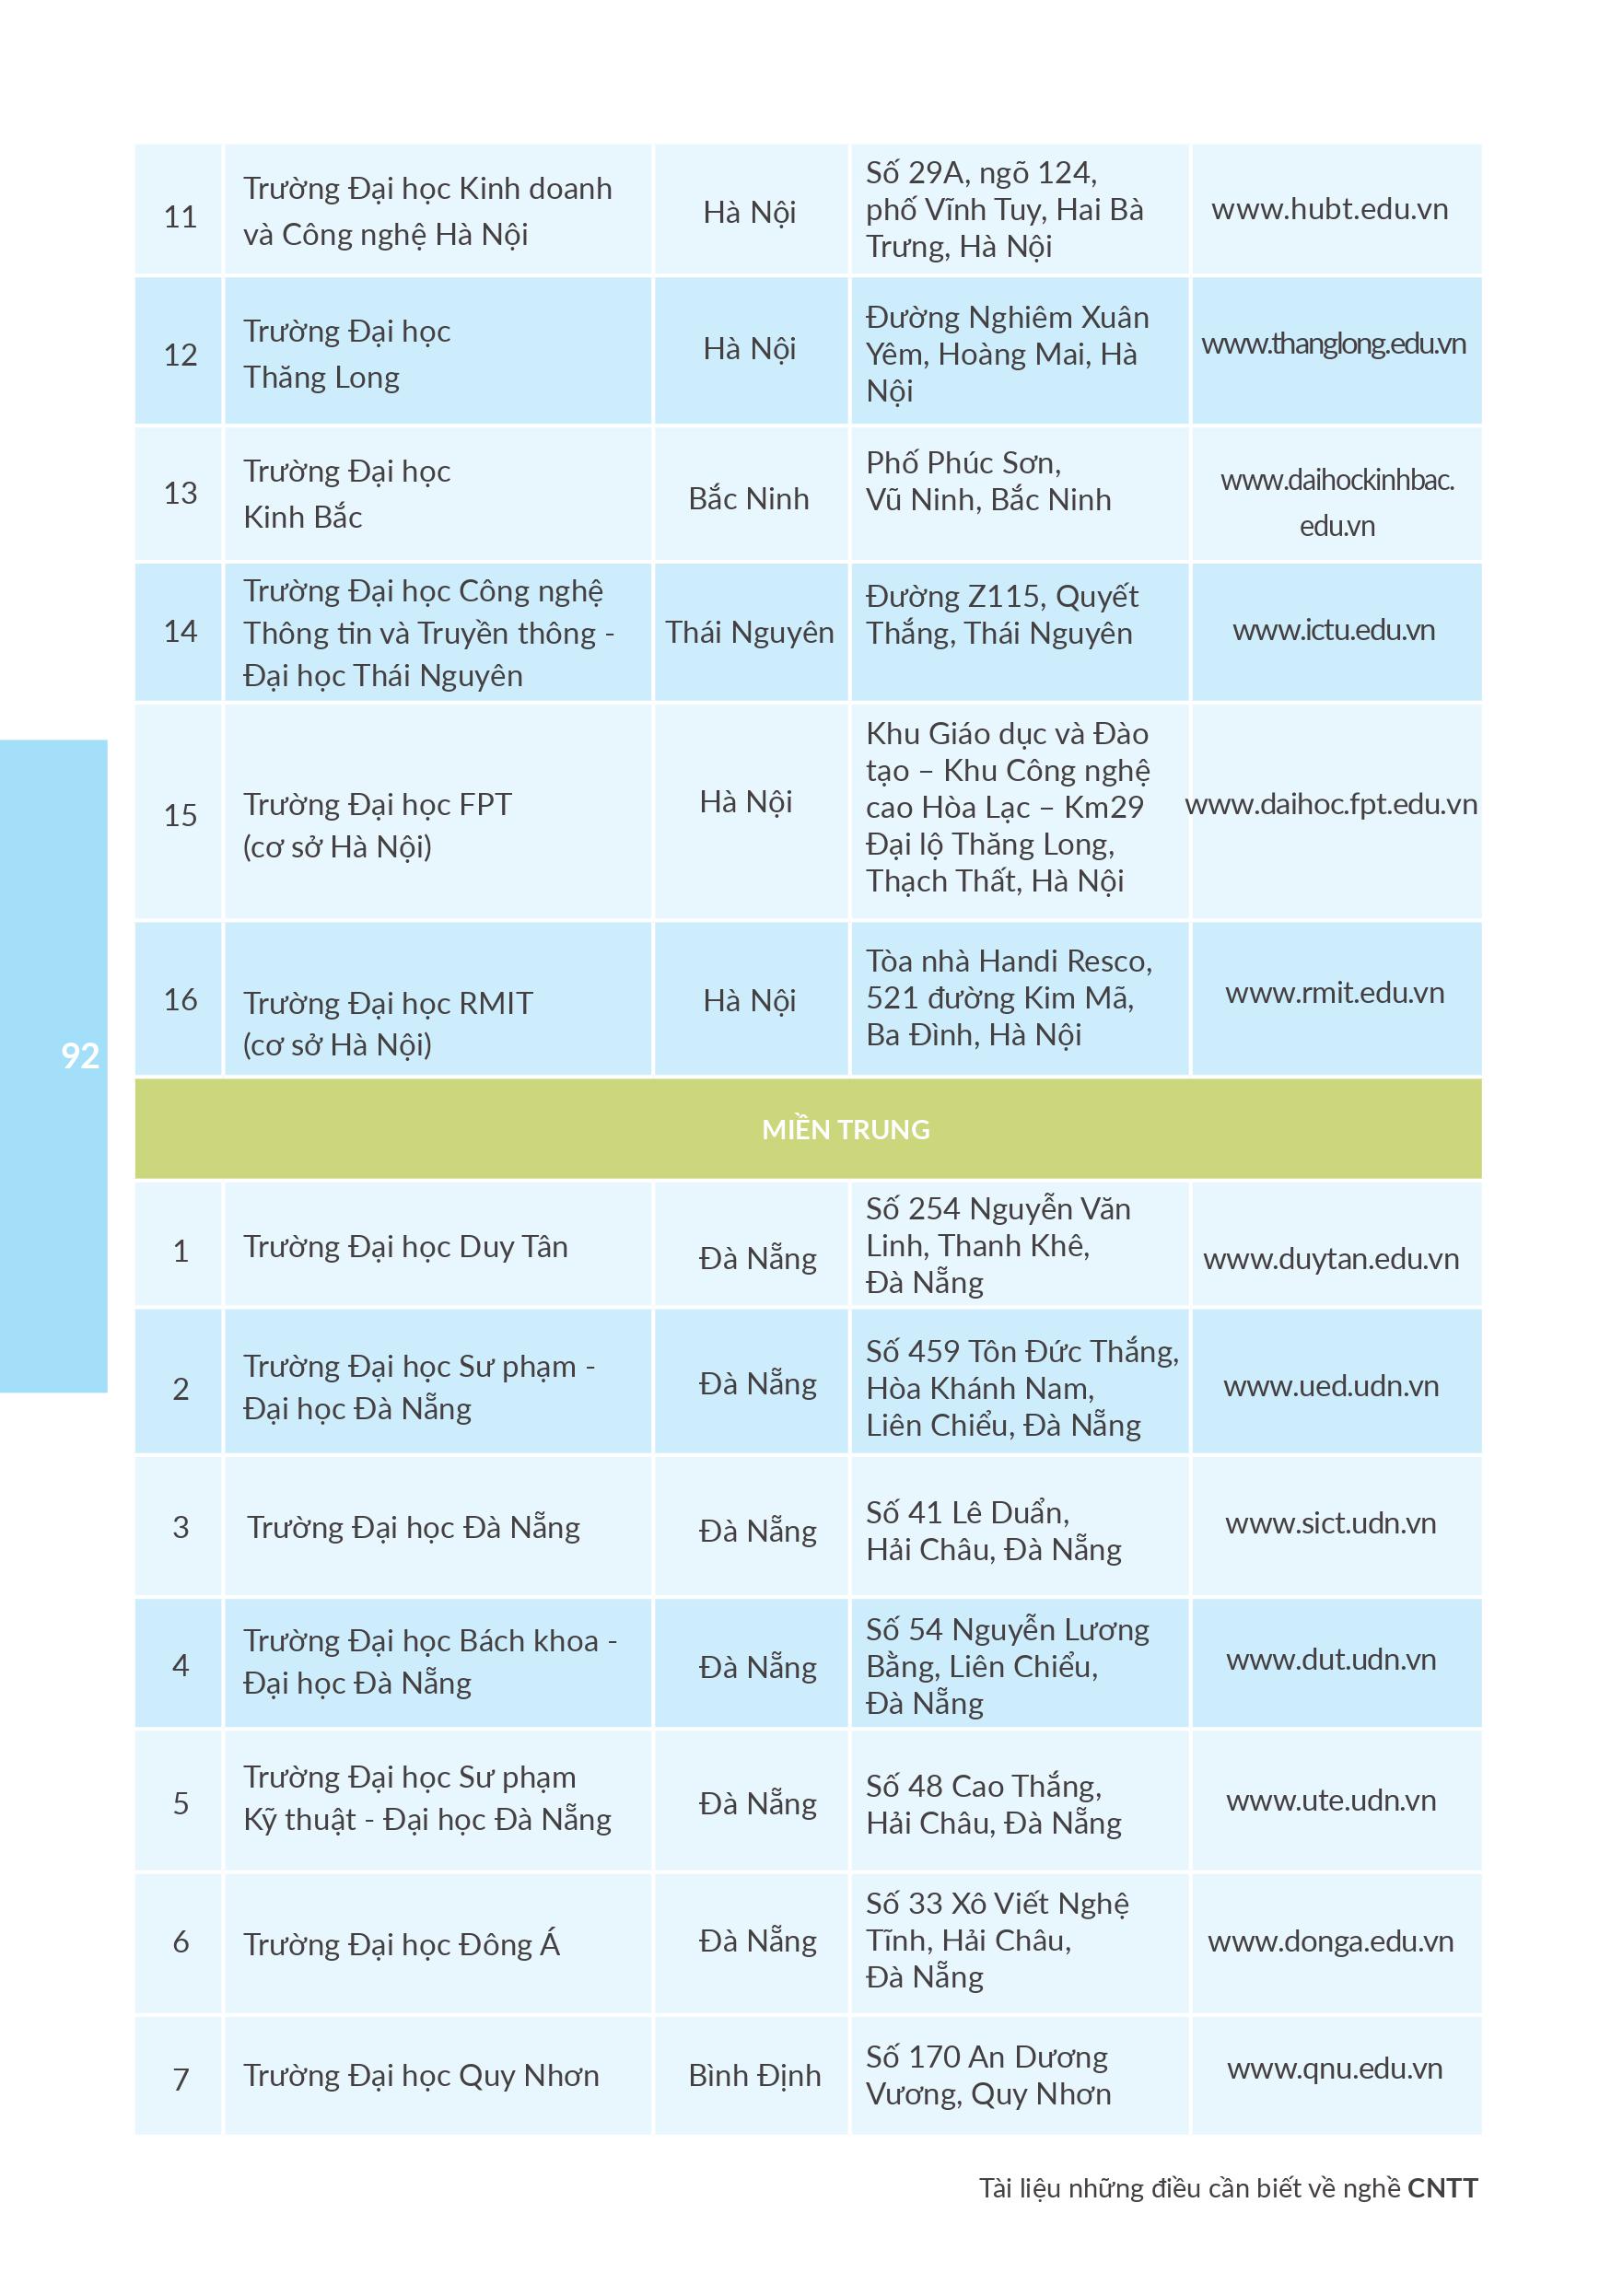 11
Trường Đại học Kinh doanh
và Công nghệ Hà Nội
Hà Nội
Số 29A, ngõ 124,
phố Vĩnh Tuy, Hai Bà
Trưng, Hà Nội
www.hubt.edu.vn
12
Trường Đại học
Thăng Long
Hà Nội
Đường Nghiêm Xuân
Yêm, Hoàng Mai, Hà
Nội
www.thanglong.edu.vn
13
Trường Đại học
Kinh Bắc
Bắc Ninh
Phố Phúc Sơn,
Vũ Ninh, Bắc Ninh
www.daihockinhbac.
edu.vn
14
Trường Đại học Công nghệ
Thông tin và Truyền thông -
Đại học Thái Nguyên
Thái Nguyên
Đường Z115, Quyết
Thắng, Thái Nguyên
www.ictu.edu.vn
15
Trường Đại học FPT
(cơ sở Hà Nội)
Hà Nội
Khu Giáo dục và Đào
tạo – Khu Công nghệ
cao Hòa Lạc – Km29
Đại lộ Thăng Long,
Thạch Thất, Hà Nội
www.daihoc.fpt.edu.vn
16
Trường Đại học RMIT
(cơ sở Hà Nội)
Hà Nội
Tòa nhà Handi Resco,
521 đường Kim Mã,
Ba Đình, Hà Nội
www.rmit.edu.vn
92
MIỀN TRUNG
1
Trường Đại học Duy Tân
Đà Nẵng
Số 254 Nguyễn Văn
Linh, Thanh Khê,
Đà Nẵng
www.duytan.edu.vn
2
Trường Đại học Sư phạm -
Đại học Đà Nẵng
Đà Nẵng
Số 459 Tôn Đức Thắng,
Hòa Khánh Nam,
Liên Chiểu, Đà Nẵng
www.ued.udn.vn
3
Trường Đại học Đà Nẵng
Đà Nẵng
Số 41 Lê Duẩn,
Hải Châu, Đà Nẵng
www.sict.udn.vn
4
Trường Đại học Bách khoa -
Đại học Đà Nẵng
Đà Nẵng
Số 54 Nguyễn Lương
Bằng, Liên Chiểu,
Đà Nẵng
www.dut.udn.vn
5
Trường Đại học Sư phạm
Kỹ thuật - Đại học Đà Nẵng
Đà Nẵng
Số 48 Cao Thắng,
Hải Châu, Đà Nẵng
www.ute.udn.vn
6
Trường Đại học Đông Á
Đà Nẵng
Số 33 Xô Viết Nghệ
Tĩnh, Hải Châu,
Đà Nẵng
www.donga.edu.vn
7
Trường Đại học Quy Nhơn
Bình Định
Số 170 An Dương
Vương, Quy Nhơn
www.qnu.edu.vn
Tài liệu những điều cần biết về nghề CNTT